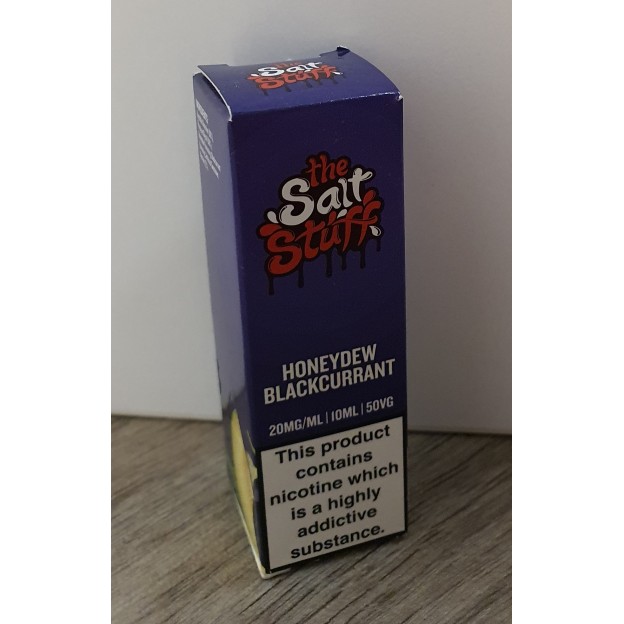 the
Salt
Stuff
the
Salt
Stuff
HONEYDEW
BLACKCURRANT
20MG/ML | 10ML | 50VG
This product
contains
nicotine which
is a highly
addictive
substance.